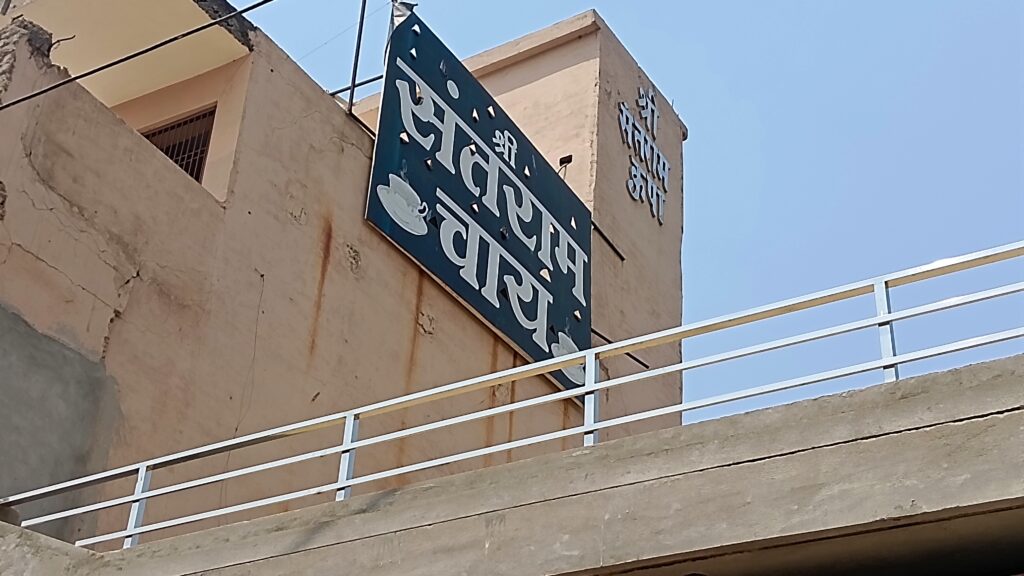 श्री
संतराम
चाय
श्री
संतराम
कृपा